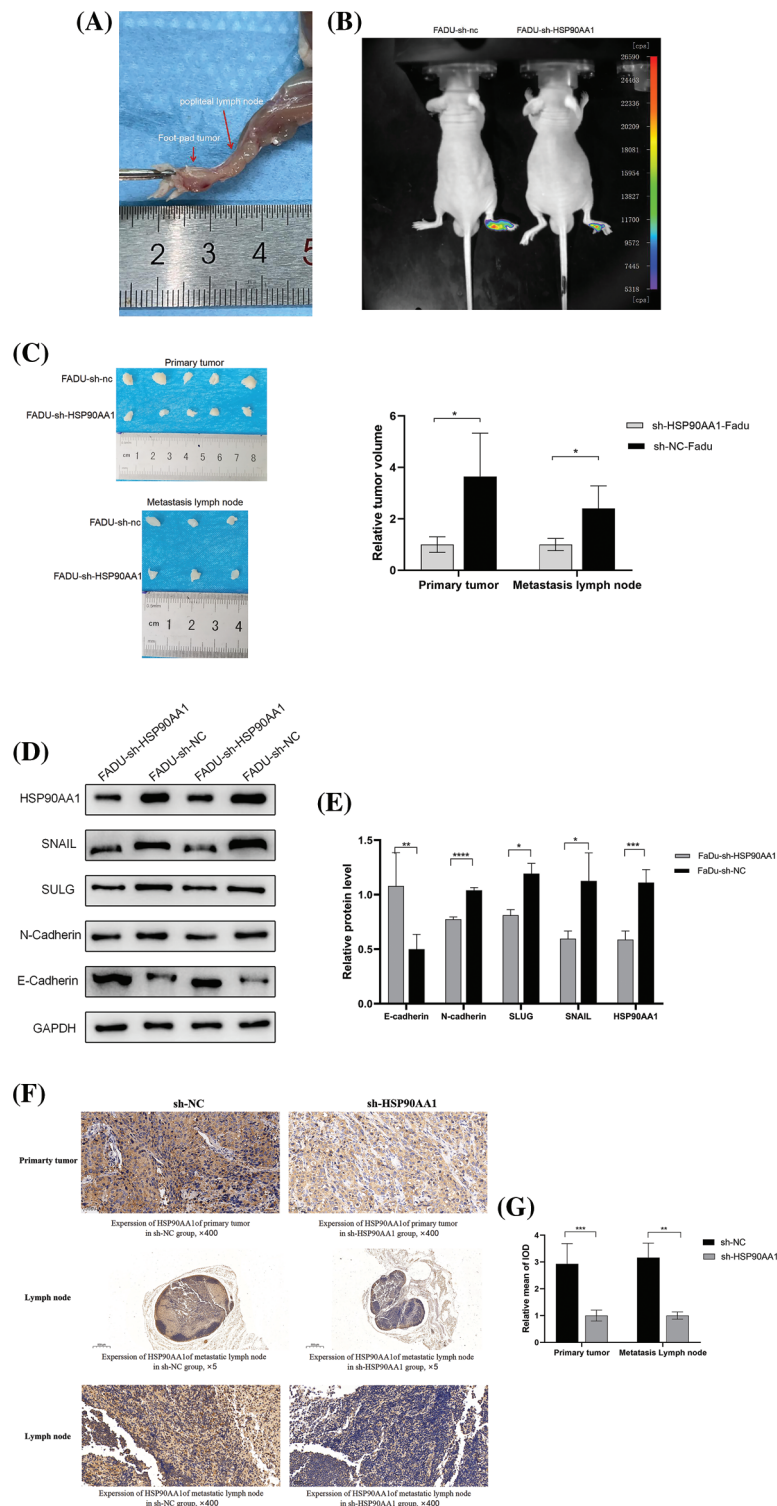 (A)
popliteal lymph node
Foot-pad tumor
2 3 4 5
(B)
FADU-sh-nc FADU-sh-HSP90AA1
[cps]
26590
24463
22336
20209
18081
15954
13827
11700
9572
7445
5318
[cps]
(C)
Primary tumor
FADU-sh-nc
FADU-sh-HSP90AA1
cm 1 2 3 4 5 6 7 8
Metastasis lymph node
FADU-sh-nc
FADU-sh-HSP90AA1
cm 1 2 3 4
Relative tumor volume
8
6
4
2
0
*
*
Primary tumor Metastasis lymph node
sh-HSP90AA1-Fadu
sh-NC-Fadu
(D)
FADU-sh-HSP90AA1
FADU-sh-NC
FADU-sh-HSP90AA1
FADU-sh-NC
HSP90AA1
SNAIL
SULG
N-Cadherin
E-Cadherin
GAPDH
(E)
Relative protein level
1.5
1.0
0.5
0.0
**
****
*
*
***
E-cadherin N-cadherin SLUG SNAIL HSP90AA1
FaDu-sh-HSP90AA1
FaDu-sh-NC
(F)
sh-NC sh-HSP90AA1
Primarty tumor
Experssion of HSP90AA1of primary tumor
in sh-NC group, ×400
Experssion of HSP90AA1of primary tumor
in sh-HSP90AA1 group, ×400
Lymph node
Experssion of HSP90AA1of metastatic lymph node
in sh-NC group, ×5
Experssion of HSP90AA1of metastatic lymph node
in sh-HSP90AA1 group, ×5
Lymph node
Experssion of HSP90AA1of metastatic lymph node
in sh-NC group, ×400
Experssion of HSP90AA1of metastatic lymph node
in sh-HSP90AA1 group, ×400
(G)
Relative mean of IOD
5
4
3
2
1
0
***
**
Primary tumor Metastasis Lymph node
sh-NC
sh-HSP90AA1